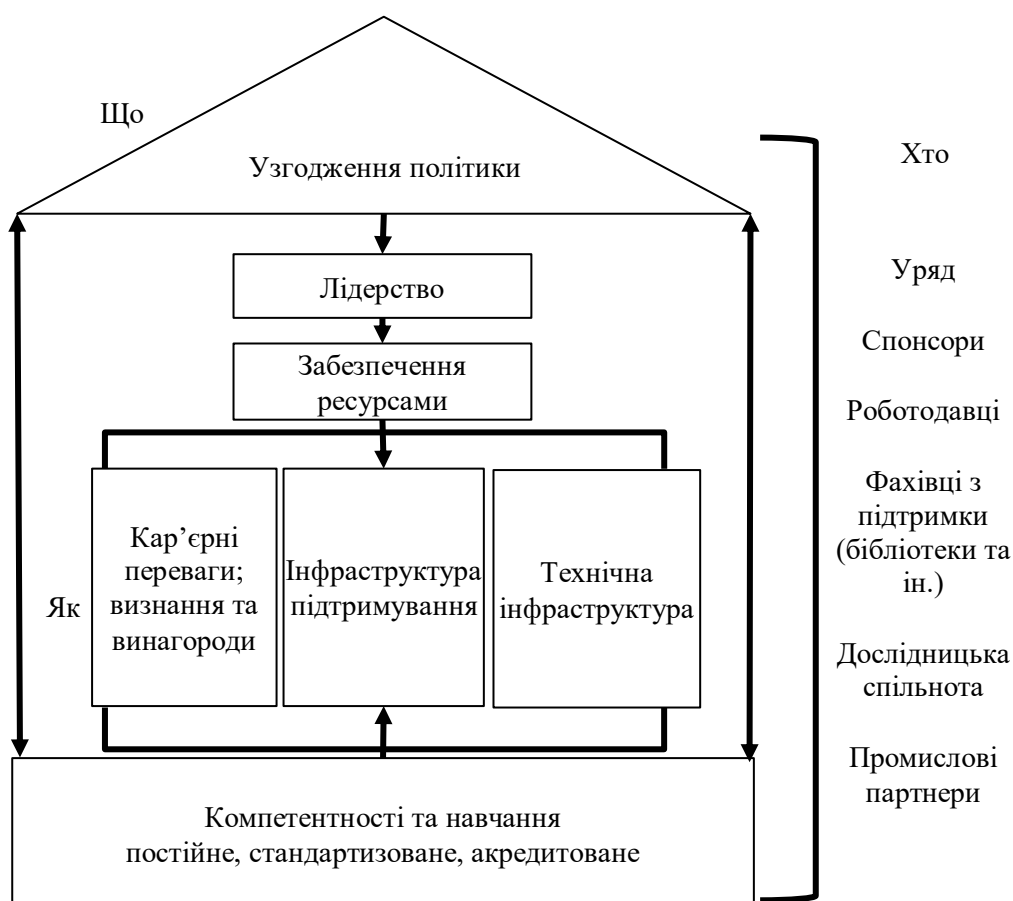 Що
Узгодження політики
Лідерство
Забезпечення
ресурсами
Як
Кар’єрні
переваги;
визнання та
винагороди
Інфраструктура
підтримування
Технічна
інфраструктура
Компетентності та навчання
постійне, стандартизоване, акредитоване
Хто
Уряд
Спонсори
Роботодавці
Фахівці з
підтримки
(бібліотеки та
ін.)
Дослідницька
спільнота
Промислові
партнери